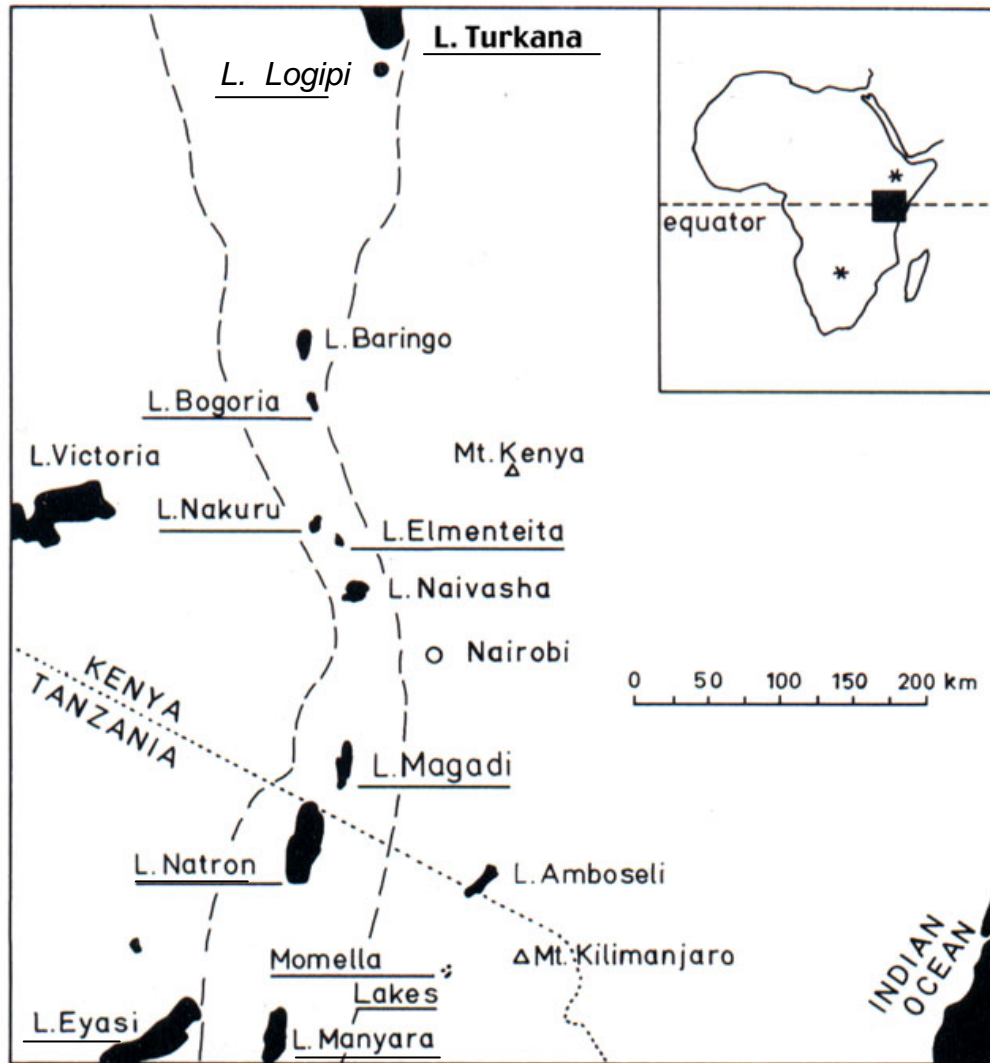 L. Turkana
L. Logipi
equator
L. Baringo
L. Bogoria
L. Victoria
Mt. Kenya
L. Nakuru
L. Elmenteita
L. Naivasha
Nairobi
0 50 100 150 200 km
KENYA
TANZANIA
L. Magadi
L. Natron
L. Amboseli
Momella
Lakes
Mt. Kilimanjaro
INDIAN
OCEAN
L. Eyasi
L. Manyara